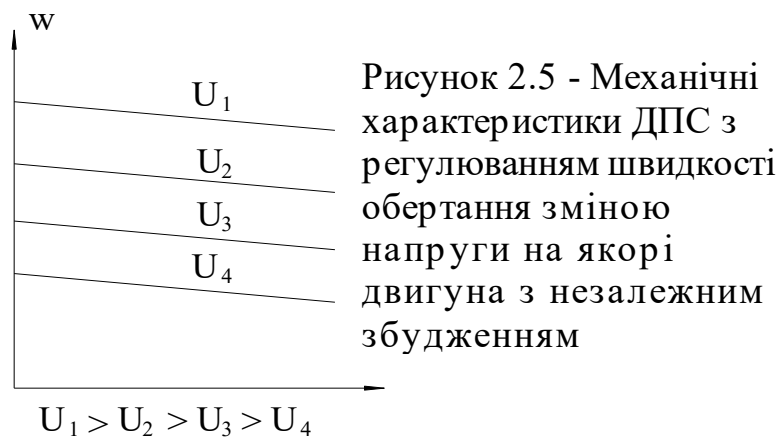 w
U₁
U₂
U₃
U₄
U₁ > U₂ > U₃ > U₄
Рисунок 2.5 - Механічні
характеристики ДПС з
регулюванням швидкості
обертання зміною
напруги на якорі
двигуна з незалежним
збудженням